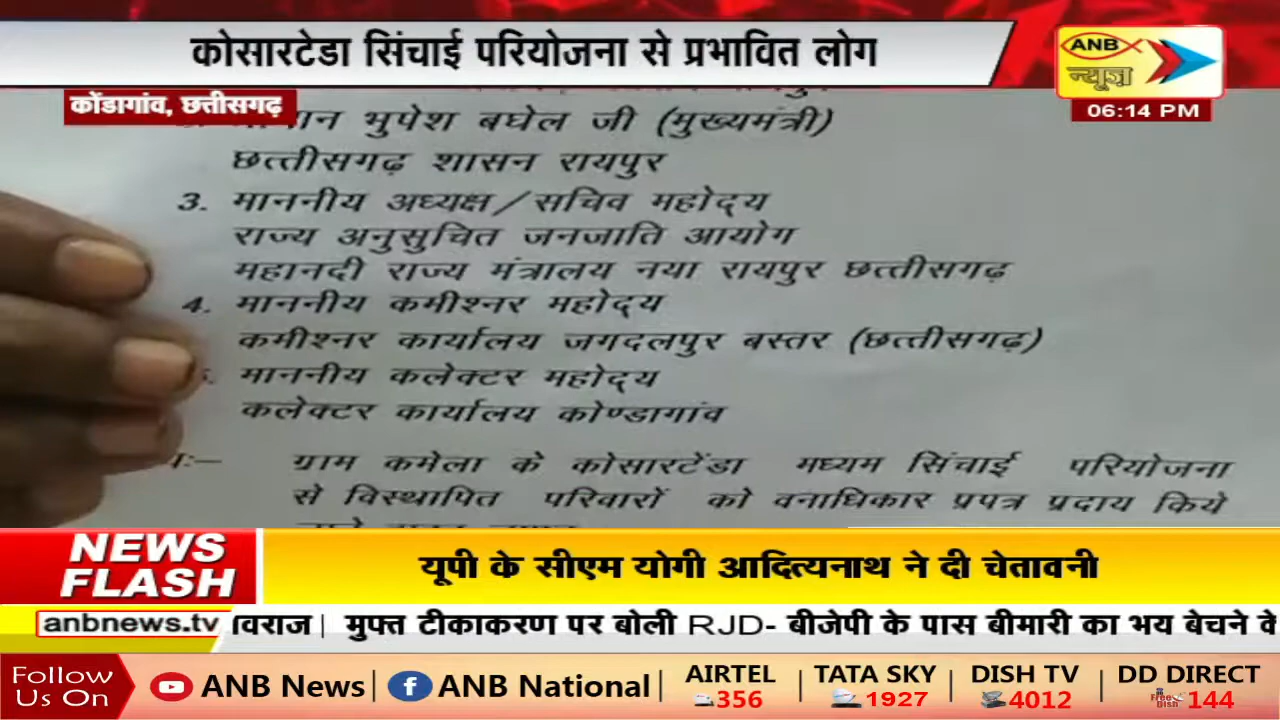 कोसारटेडा सिंचाई परियोजना से प्रभावित लोग
ANB
न्यूज़
06:14 PM
कोंडागांव, छत्तीसगढ़
भुपेश बघेल जी (मुख्यमंत्री)
छत्तीसगढ़ शासन रायपुर
3. माननीय अध्यक्ष/सचिव महोद्य
राज्य अनुसुचित जनजाति आयोग
महानदी राज्य मंत्रालय नया रायपुर छत्तीसगढ़
4. माननीय कमीश्नर महोद्य
कमीश्नर कार्यालय जगदलपुर बस्तर (छत्तीसगढ़)
माननीय कलेक्टर महोद्य
कलेक्टर कार्यालय कोण्डागांव
ग्राम कमेला के कोसारटेंडा मध्यम सिंचाई परियोजना
से विस्थापित परिवारों को वनाधिकार प्रपत्र प्रदाय किये
NEWS FLASH
यूपी के सीएम योगी आदित्यनाथ ने दी चेतावनी
anbnews.tv
मुफ्त टीकाकरण पर बोली RJD- बीजेपी के पास बीमारी का भय बेचने के
Follow Us On
ANB News
ANB National
AIRTEL 356
TATA SKY 1927
DISH TV 4012
DD DIRECT Free Dish 144